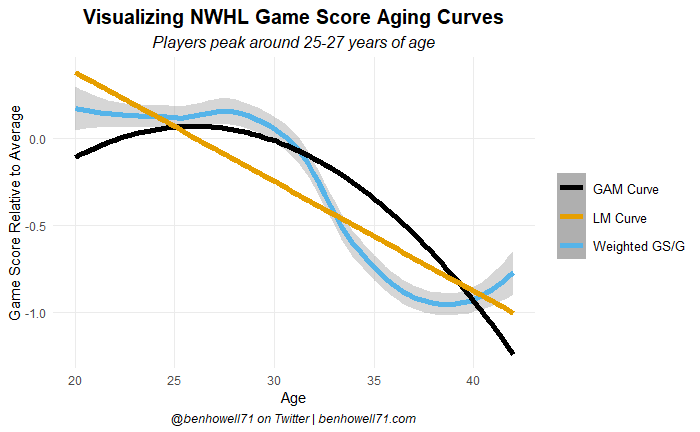 Visualizing NWHL Game Score Aging Curves
Players peak around 25-27 years of age
Game Score Relative to Average
0.0
-0.5
-1.0
20
25
30
35
40
Age
GAM Curve
LM Curve
Weighted GS/G
@benhowell71 on Twitter | benhowell71.com